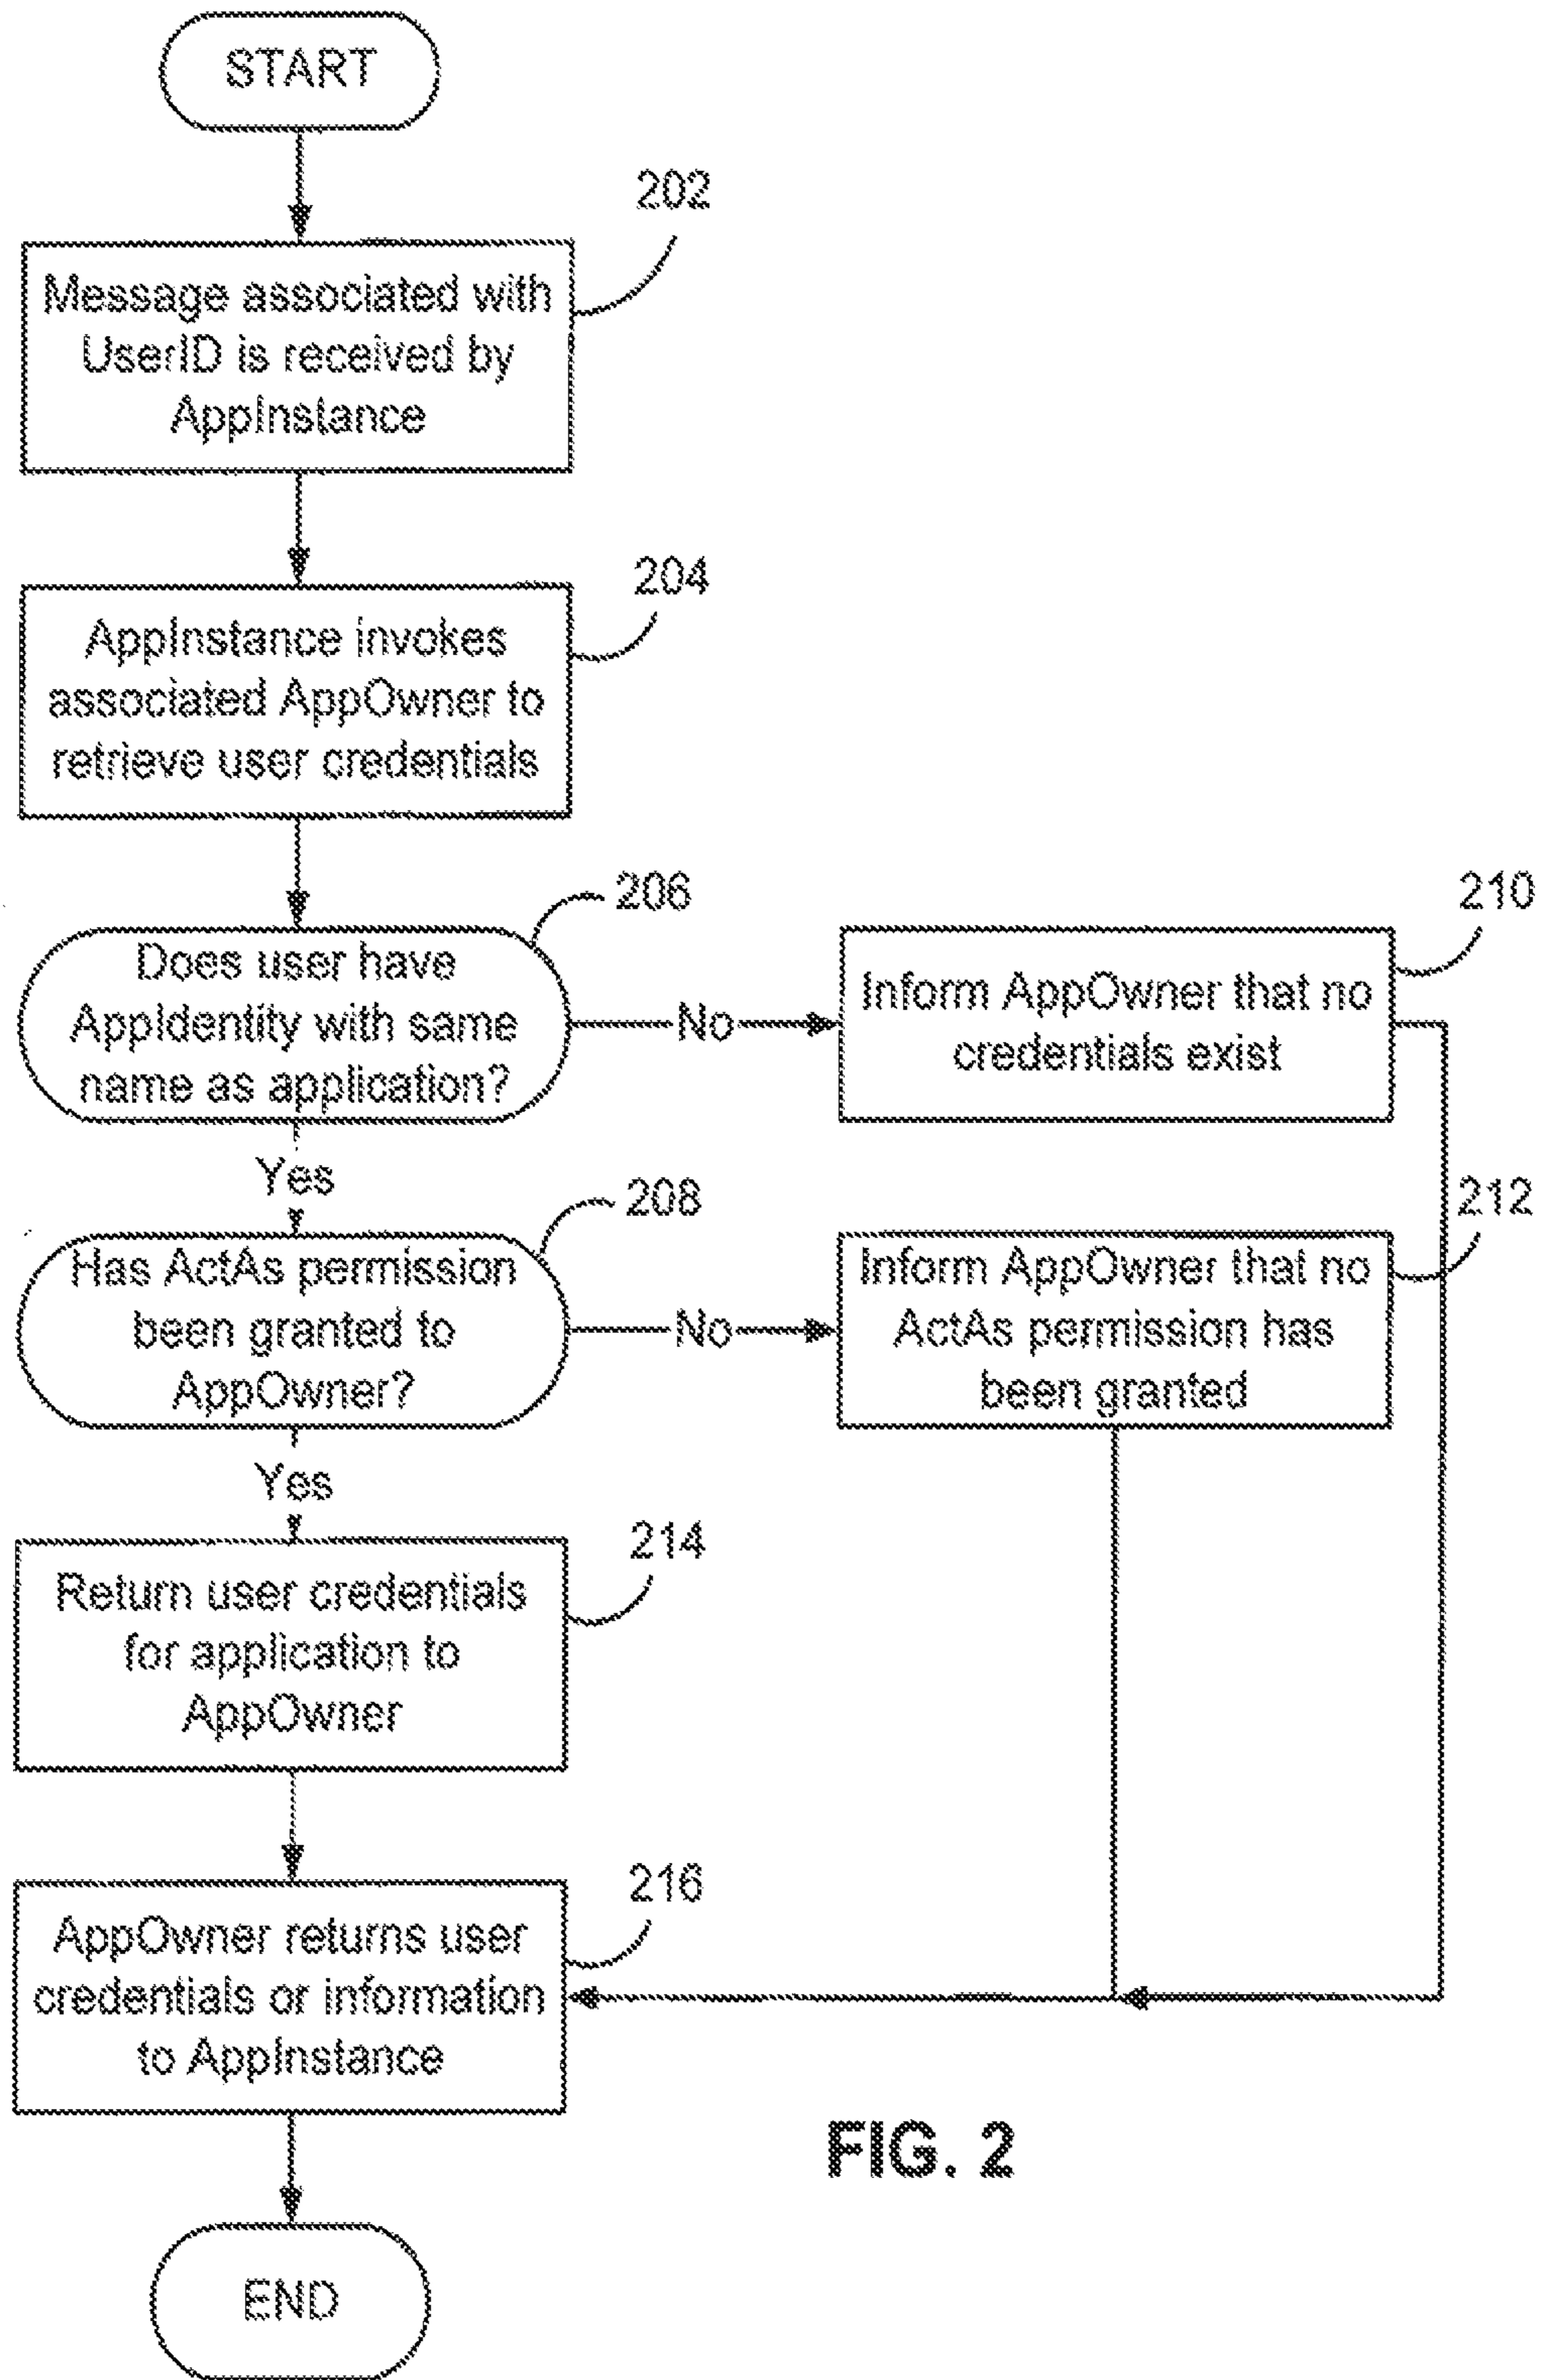 START
202
Message associated with
UserID is received by
AppInstance
204
AppInstance invokes
associated AppOwner to
retrieve user credentials
206
Does user have
AppIdentity with same
name as application?
No
210
Inform AppOwner that no
credentials exist
Yes
208
Has ActAs permission
been granted to
AppOwner?
No
212
Inform AppOwner that no
ActAs permission has
been granted
Yes
214
Return user credentials
for application to
AppOwner
216
AppOwner returns user
credentials or information
to AppInstance
END
FIG. 2